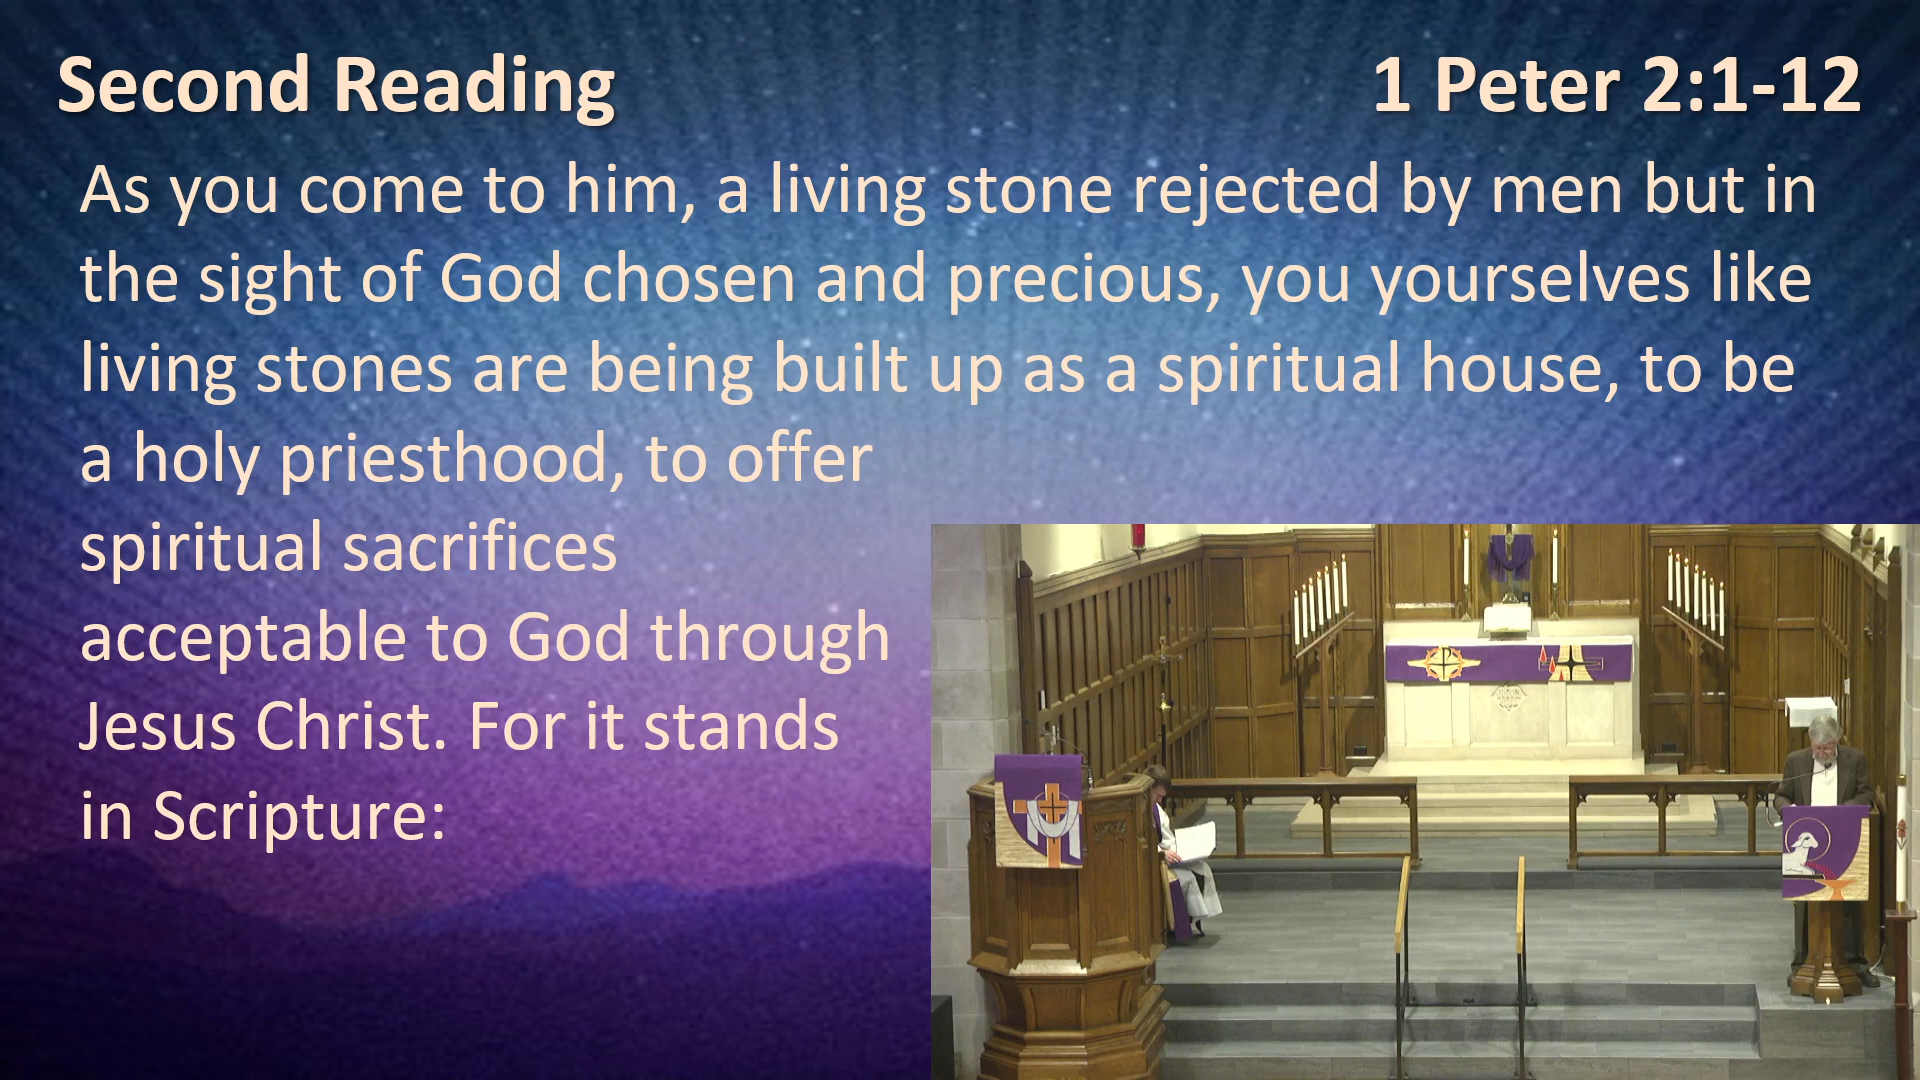 Second Reading 1 Peter 2:1-12
As you come to him, a living stone rejected by men but in
the sight of God chosen and precious, you yourselves like
living stones are being built up as a spiritual house, to be
a holy priesthood, to offer
spiritual sacrifices
acceptable to God through
Jesus Christ. For it stands
in Scripture: